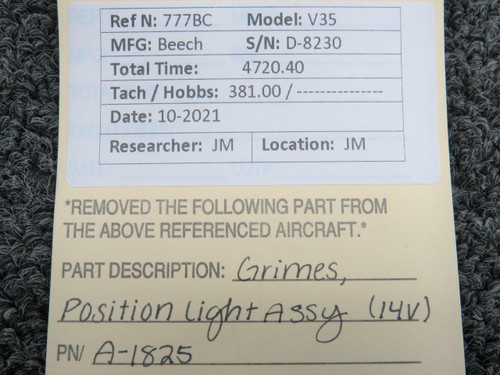 Ref N: 777BC Model: V35
MFG: Beech S/N: D-8230
Total Time: 4720.40
Tach / Hobbs: 381.00 / ---------------
Date: 10-2021
Researcher: JM Location: JM
*REMOVED THE FOLLOWING PART FROM
THE ABOVE REFERENCED AIRCRAFT.*
PART DESCRIPTION: Grimes,
Position Light Assy (14V)
PN/ A-1825